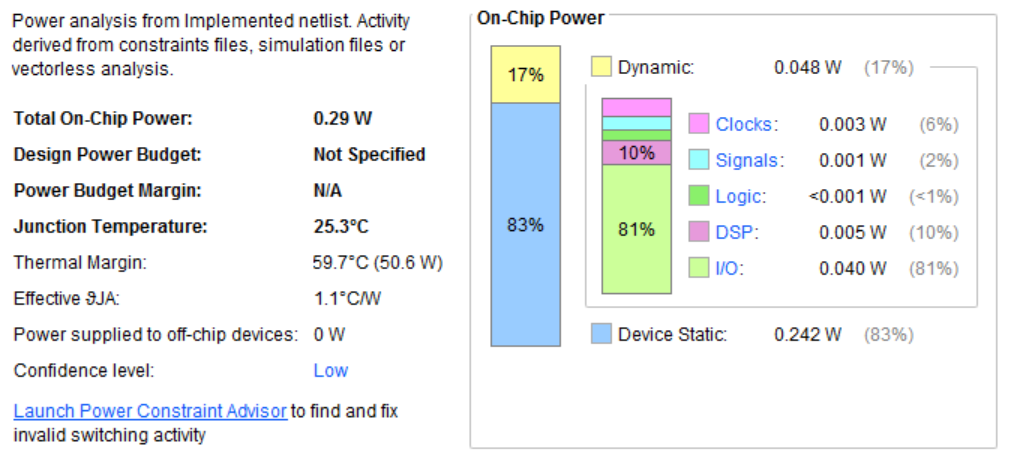 Power analysis from Implemented netlist. Activity
derived from constraints files, simulation files or
vectorless analysis.
Total On-Chip Power: 0.29 W
Design Power Budget: Not Specified
Power Budget Margin: N/A
Junction Temperature: 25.3°C
Thermal Margin: 59.7°C (50.6 W)
Effective ϑJA: 1.1°C/W
Power supplied to off-chip devices: 0 W
Confidence level: Low
Launch Power Constraint Advisor to find and fix
invalid switching activity
On-Chip Power
17%
83%
Dynamic: 0.048 W (17%)
10%
81%
Clocks: 0.003 W (6%)
Signals: 0.001 W (2%)
Logic: <0.001 W (<1%)
DSP: 0.005 W (10%)
I/O: 0.040 W (81%)
Device Static: 0.242 W (83%)